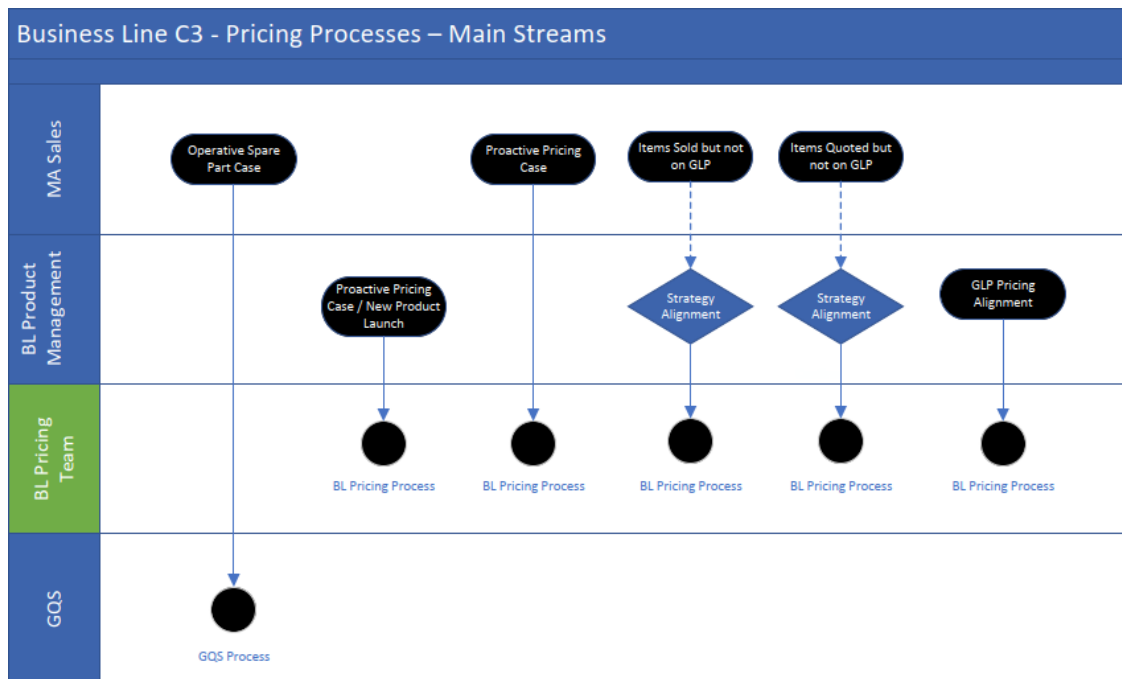 Business Line C3 - Pricing Processes – Main Streams
MA Sales
Operative Spare
Part Case
Proactive Pricing
Case
Items Sold but not
on GLP
Items Quoted but
not on GLP
BL Product
Management
Proactive Pricing
Case / New Product
Launch
Strategy
Alignment
Strategy
Alignment
GLP Pricing
Alignment
BL Pricing
Team
BL Pricing Process
BL Pricing Process
BL Pricing Process
BL Pricing Process
BL Pricing Process
GQS
GQS Process